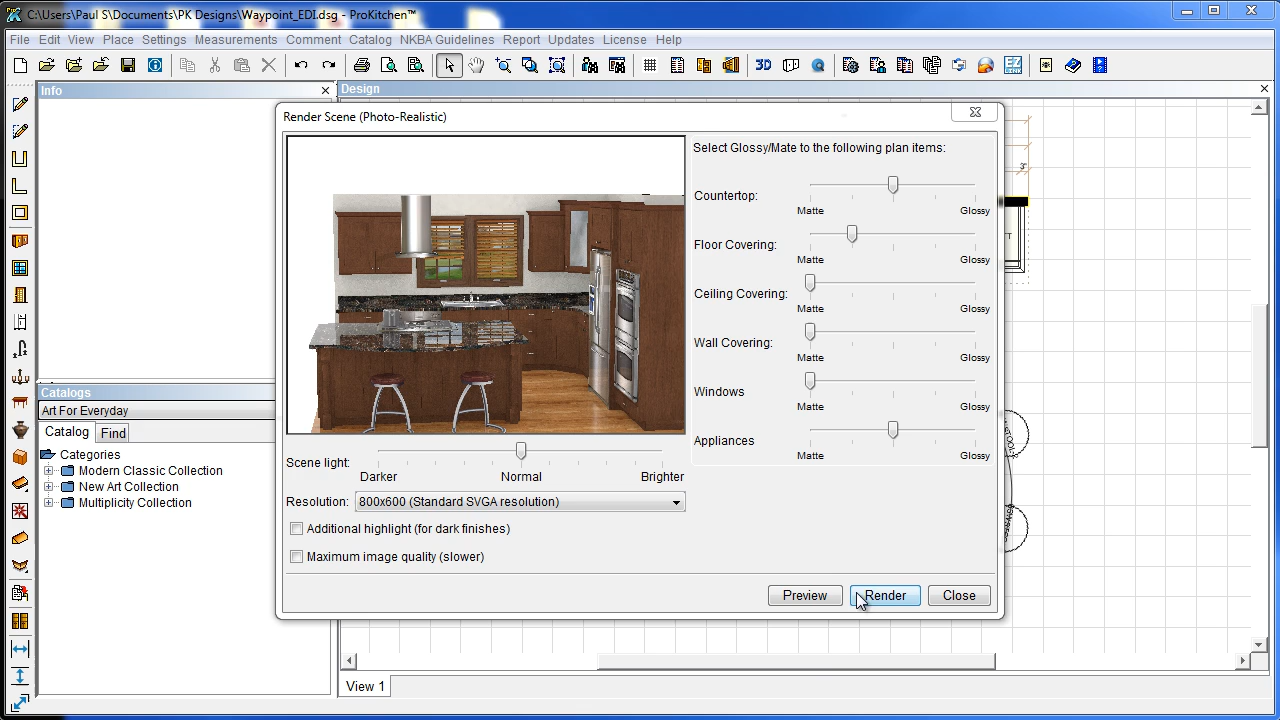 C:\Users\Paul S\Documents\PK Designs\Waypoint_EDI.dsg - ProKitchen™
File Edit View Place Settings Measurements Comment Catalog NKBA Guidelines Report Updates License Help
3D EZ LINK
Info
Design
Render Scene (Photo-Realistic)
Select Glossy/Mate to the following plan items:
Countertop:
Matte Glossy
Floor Covering:
Matte Glossy
Ceiling Covering:
Matte Glossy
Wall Covering:
Matte Glossy
Windows
Matte Glossy
Appliances
Matte Glossy
Scene light:
Darker Normal Brighter
Resolution: 800x600 (Standard SVGA resolution)
Additional highlight (for dark finishes)
Maximum image quality (slower)
Preview Render Close
3"
Catalogs
Art For Everyday
Catalog Find
Categories
Modern Classic Collection
New Art Collection
Multiplicity Collection
View 1